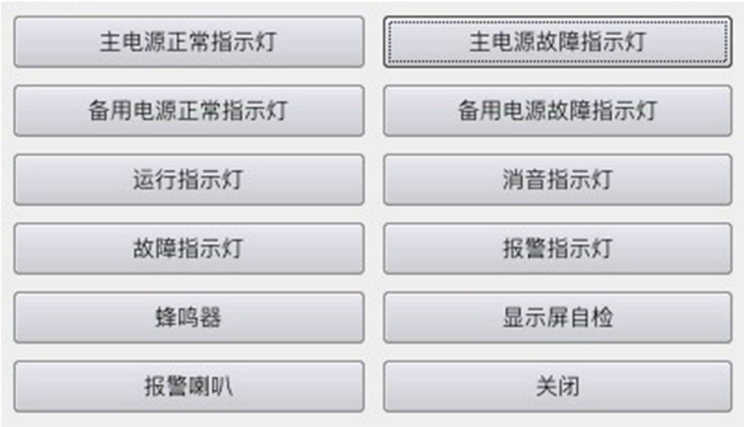 主电源正常指示灯
主电源故障指示灯
备用电源正常指示灯
备用电源故障指示灯
运行指示灯
消音指示灯
故障指示灯
报警指示灯
蜂鸣器
显示屏自检
报警喇叭
关闭